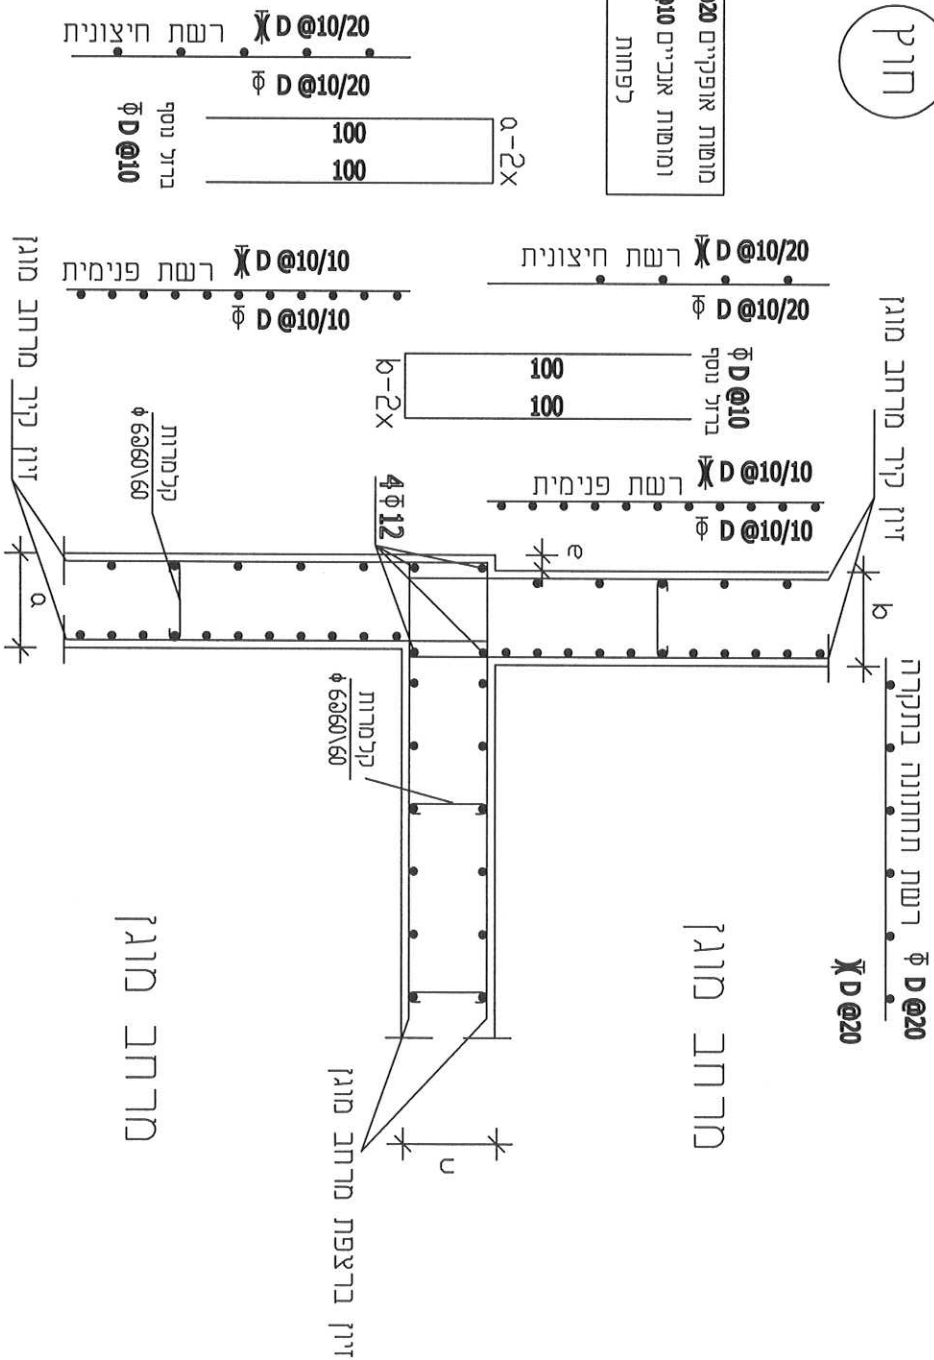 חוץ
@20 מוטות אופקיים
@10 ומוטות אנכיים
לפחות
רשת חיצונית D @10/20
ф D @10/20
ברזל נוסף
ф D @10
100
100
a-2x
רשת פנימית D @10/10
ф D @10/10
רשת חיצונית D @10/20
ф D @10/20
ф D @10
ברזל נוסף
100
100
b-2x
רשת פנימית D @10/10
ф D @10/10
זיון קיר מרחב מוגן
זיון קיר מרחב מוגן
קלמרות
ф 6@60/60
4 ф 12
e
a
b
קלמרות
ф 6@60/60
רשת תחתונה בתקרה
ф D @20
D @20
מרחב מוגן
מרחב מוגן
n
זיון ברצפת מרחב מוגן